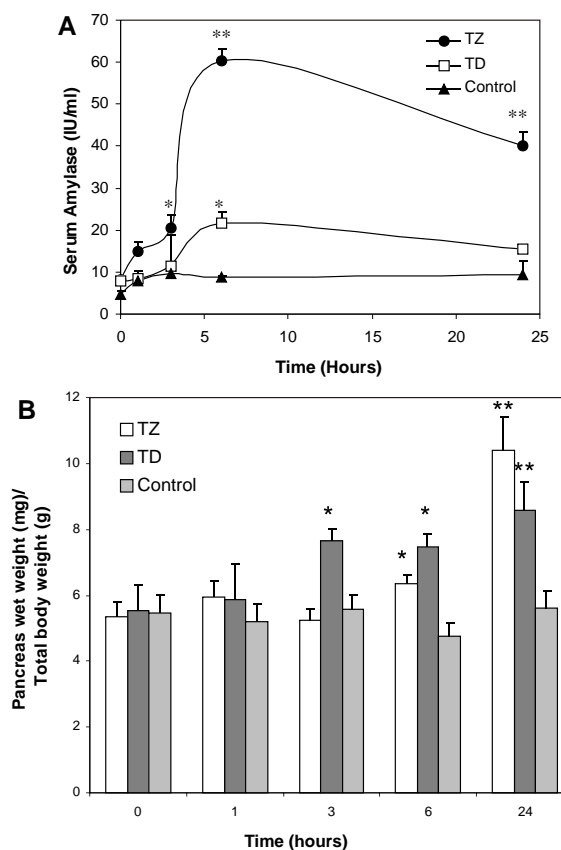 A
70
60
50
40
30
20
10
0
Serum Amylase (IU/ml)
**
**
*
*
TZ
TD
Control
0 5 10 15 20 25
Time (Hours)
B
12
10
8
6
4
2
0
Pancreas wet weight (mg)/
Total body weight (g)
TZ
TD
Control
*
*
*
**
**
0 1 3 6 24
Time (hours)